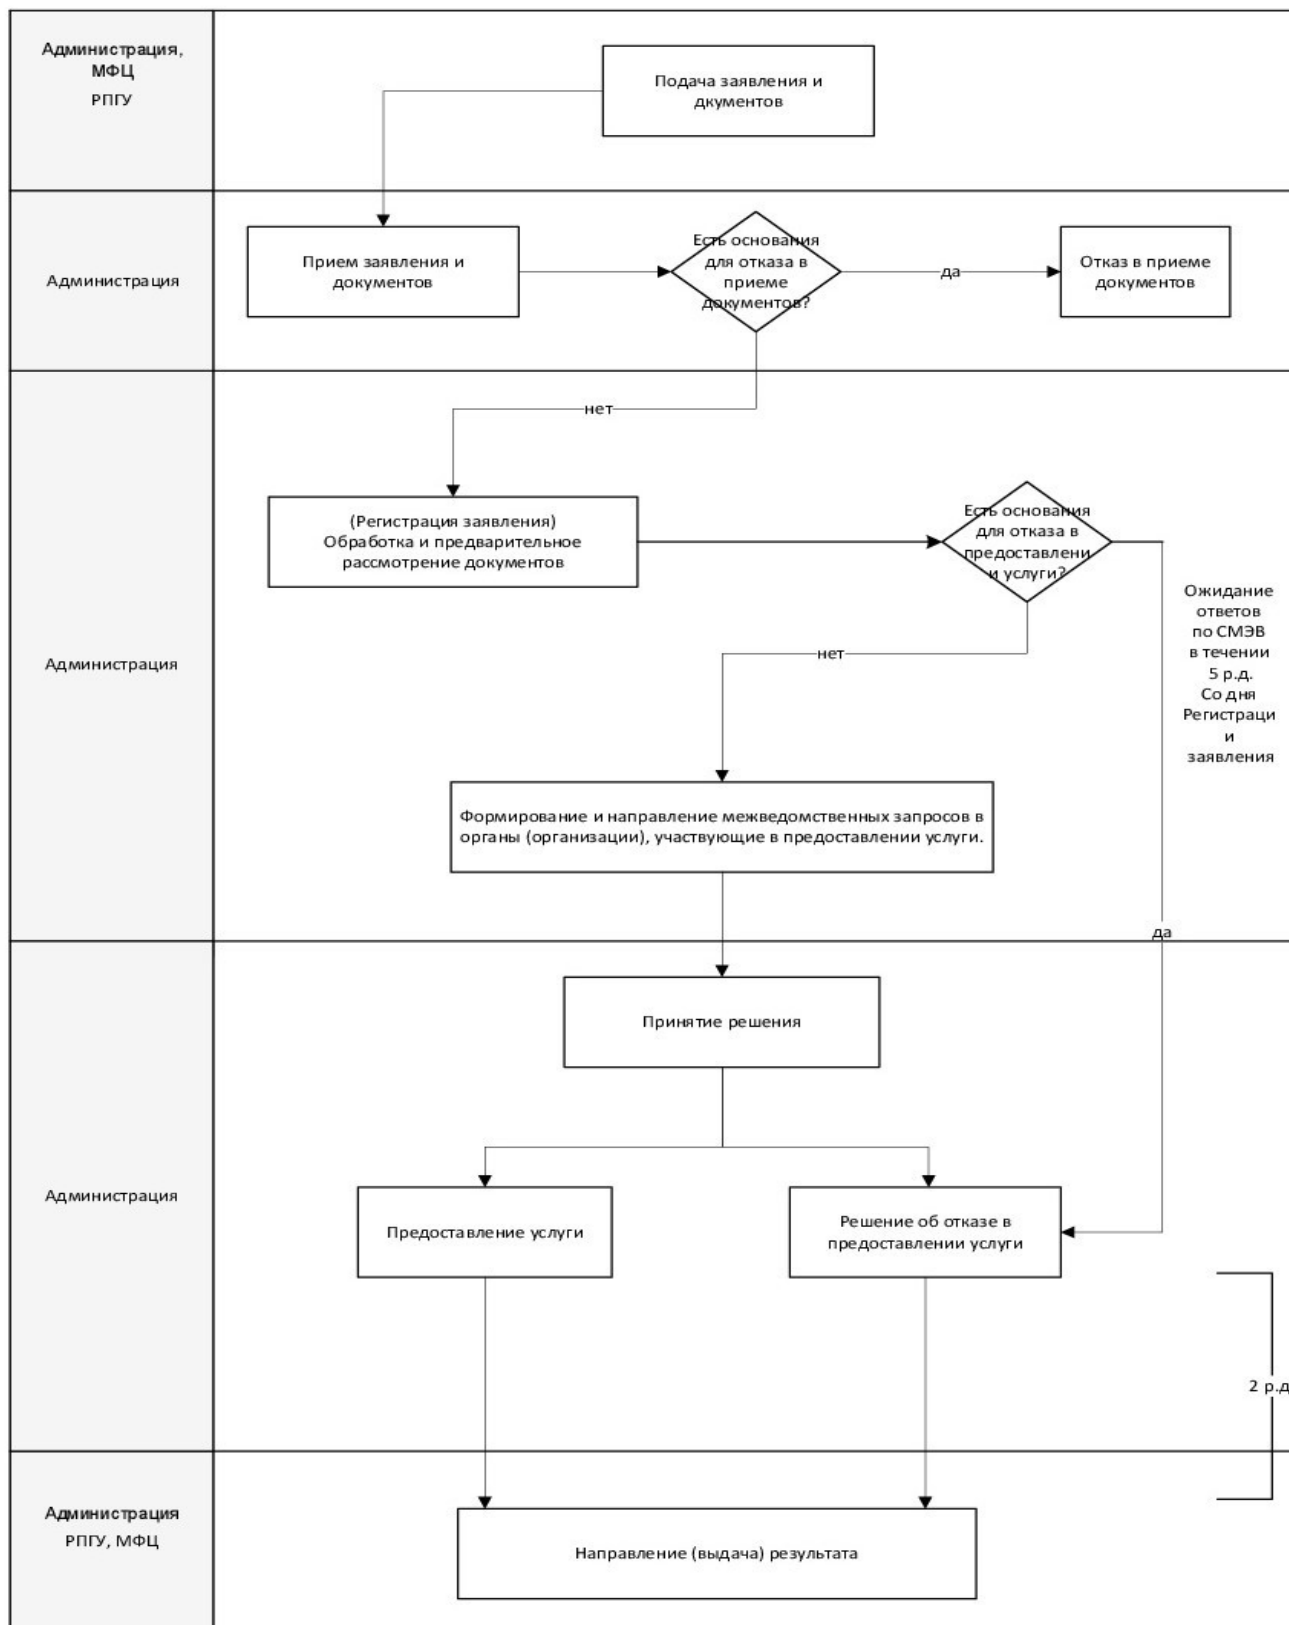 Администрация,
МФЦ
РПГУ
Подача заявления и
дкументов
Администрация
Прием заявления и
документов
Есть основания
для отказа в
приеме
документов?
да
Отказ в приеме
документов
нет
Администрация
(Регистрация заявления)
Обработка и предварительное
рассмотрение документов
Есть основания
для отказа в
предоставлени
и услуги?
Ожидание
ответов
по СМЭВ
в течении
5 р.д.
Со дня
Регистраци
и
заявления
нет
Формирование и направление межведомственных запросов в
органы (организации), участвующие в предоставлении услуги.
да
Администрация
Принятие решения
Предоставление услуги
Решение об отказе в
предоставлении услуги
2 р.д
Администрация
РПГУ, МФЦ
Направление (выдача) результата